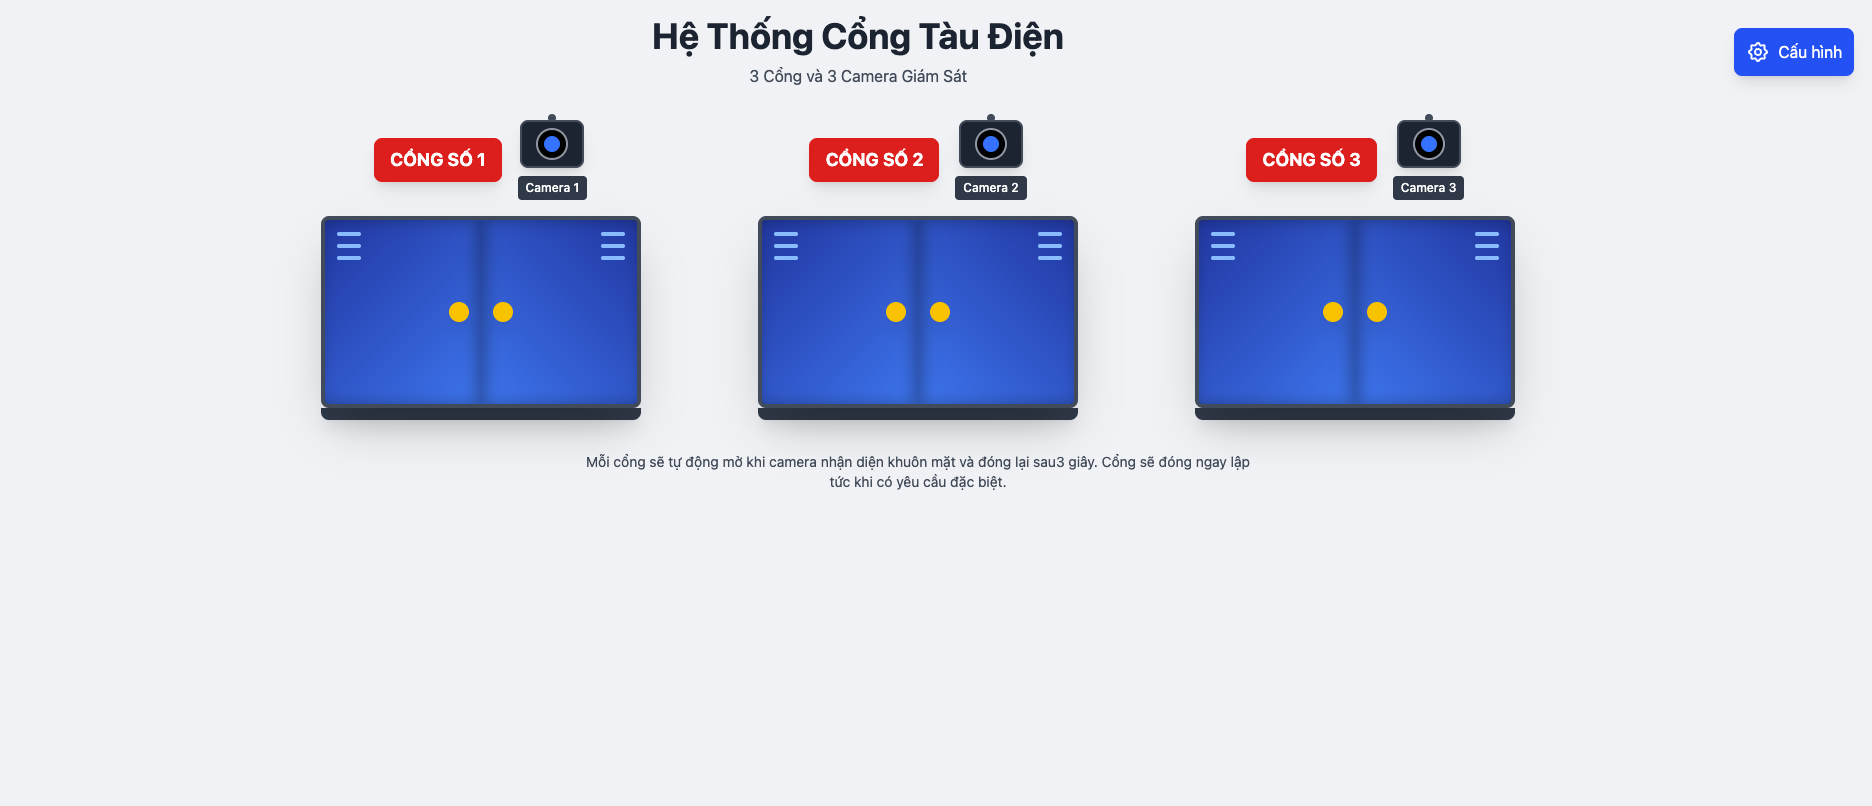 Hệ Thống Cổng Tàu Điện
3 Cổng và 3 Camera Giám Sát
Cấu hình
CỔNG SỐ 1
Camera 1
CỔNG SỐ 2
Camera 2
CỔNG SỐ 3
Camera 3
Mỗi cổng sẽ tự động mở khi camera nhận diện khuôn mặt và đóng lại sau3 giây. Cổng sẽ đóng ngay lập
tức khi có yêu cầu đặc biệt.